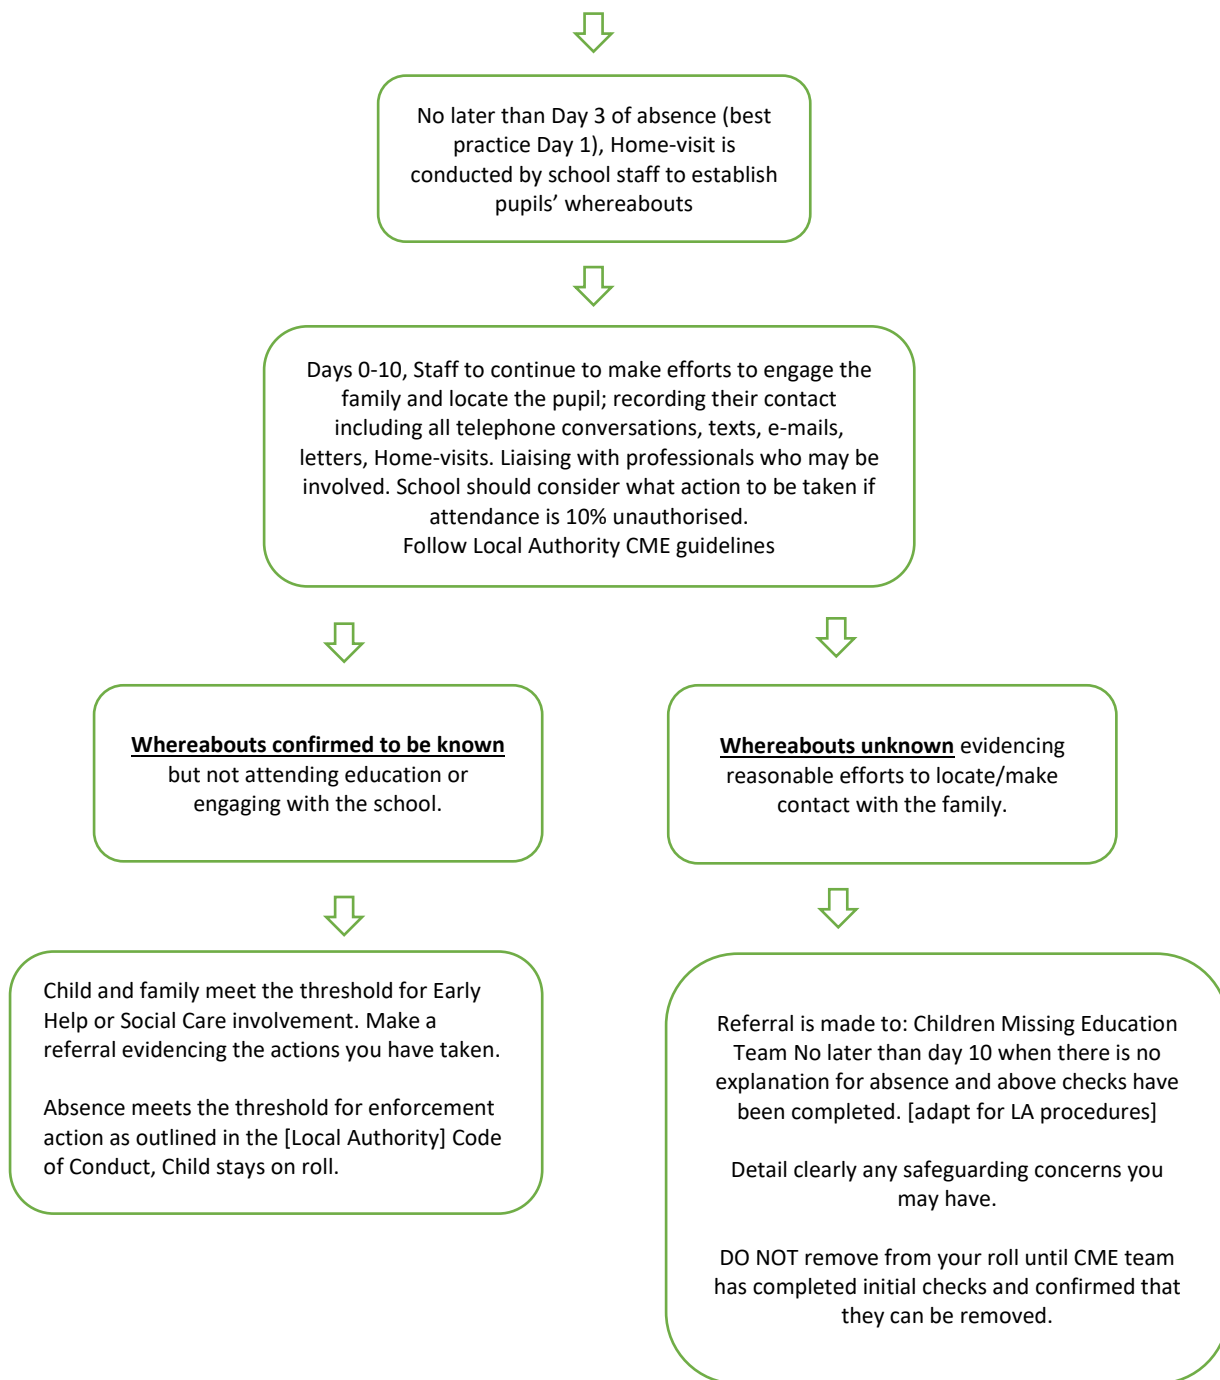 No later than Day 3 of absence (best
practice Day 1), Home-visit is
conducted by school staff to establish
pupils’ whereabouts
Days 0-10, Staff to continue to make efforts to engage the
family and locate the pupil; recording their contact
including all telephone conversations, texts, e-mails,
letters, Home-visits. Liaising with professionals who may be
involved. School should consider what action to be taken if
attendance is 10% unauthorised.
Follow Local Authority CME guidelines
Whereabouts confirmed to be known
but not attending education or
engaging with the school.
Whereabouts unknown evidencing
reasonable efforts to locate/make
contact with the family.
Child and family meet the threshold for Early
Help or Social Care involvement. Make a
referral evidencing the actions you have taken.
Absence meets the threshold for enforcement
action as outlined in the [Local Authority] Code
of Conduct, Child stays on roll.
Referral is made to: Children Missing Education
Team No later than day 10 when there is no
explanation for absence and above checks have
been completed. [adapt for LA procedures]
Detail clearly any safeguarding concerns you
may have.
DO NOT remove from your roll until CME team
has completed initial checks and confirmed that
they can be removed.